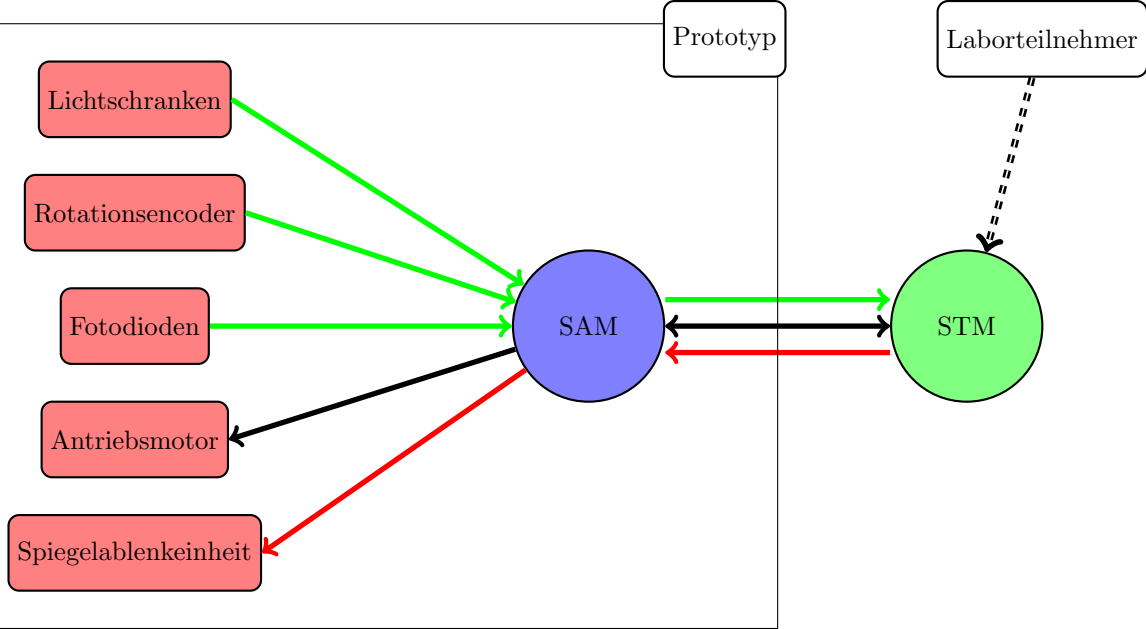 Prototyp
Laborteilnehmer
Lichtschranken
Rotationsencoder
Fotodioden
SAM
STM
Antriebsmotor
Spiegelablenkeinheit